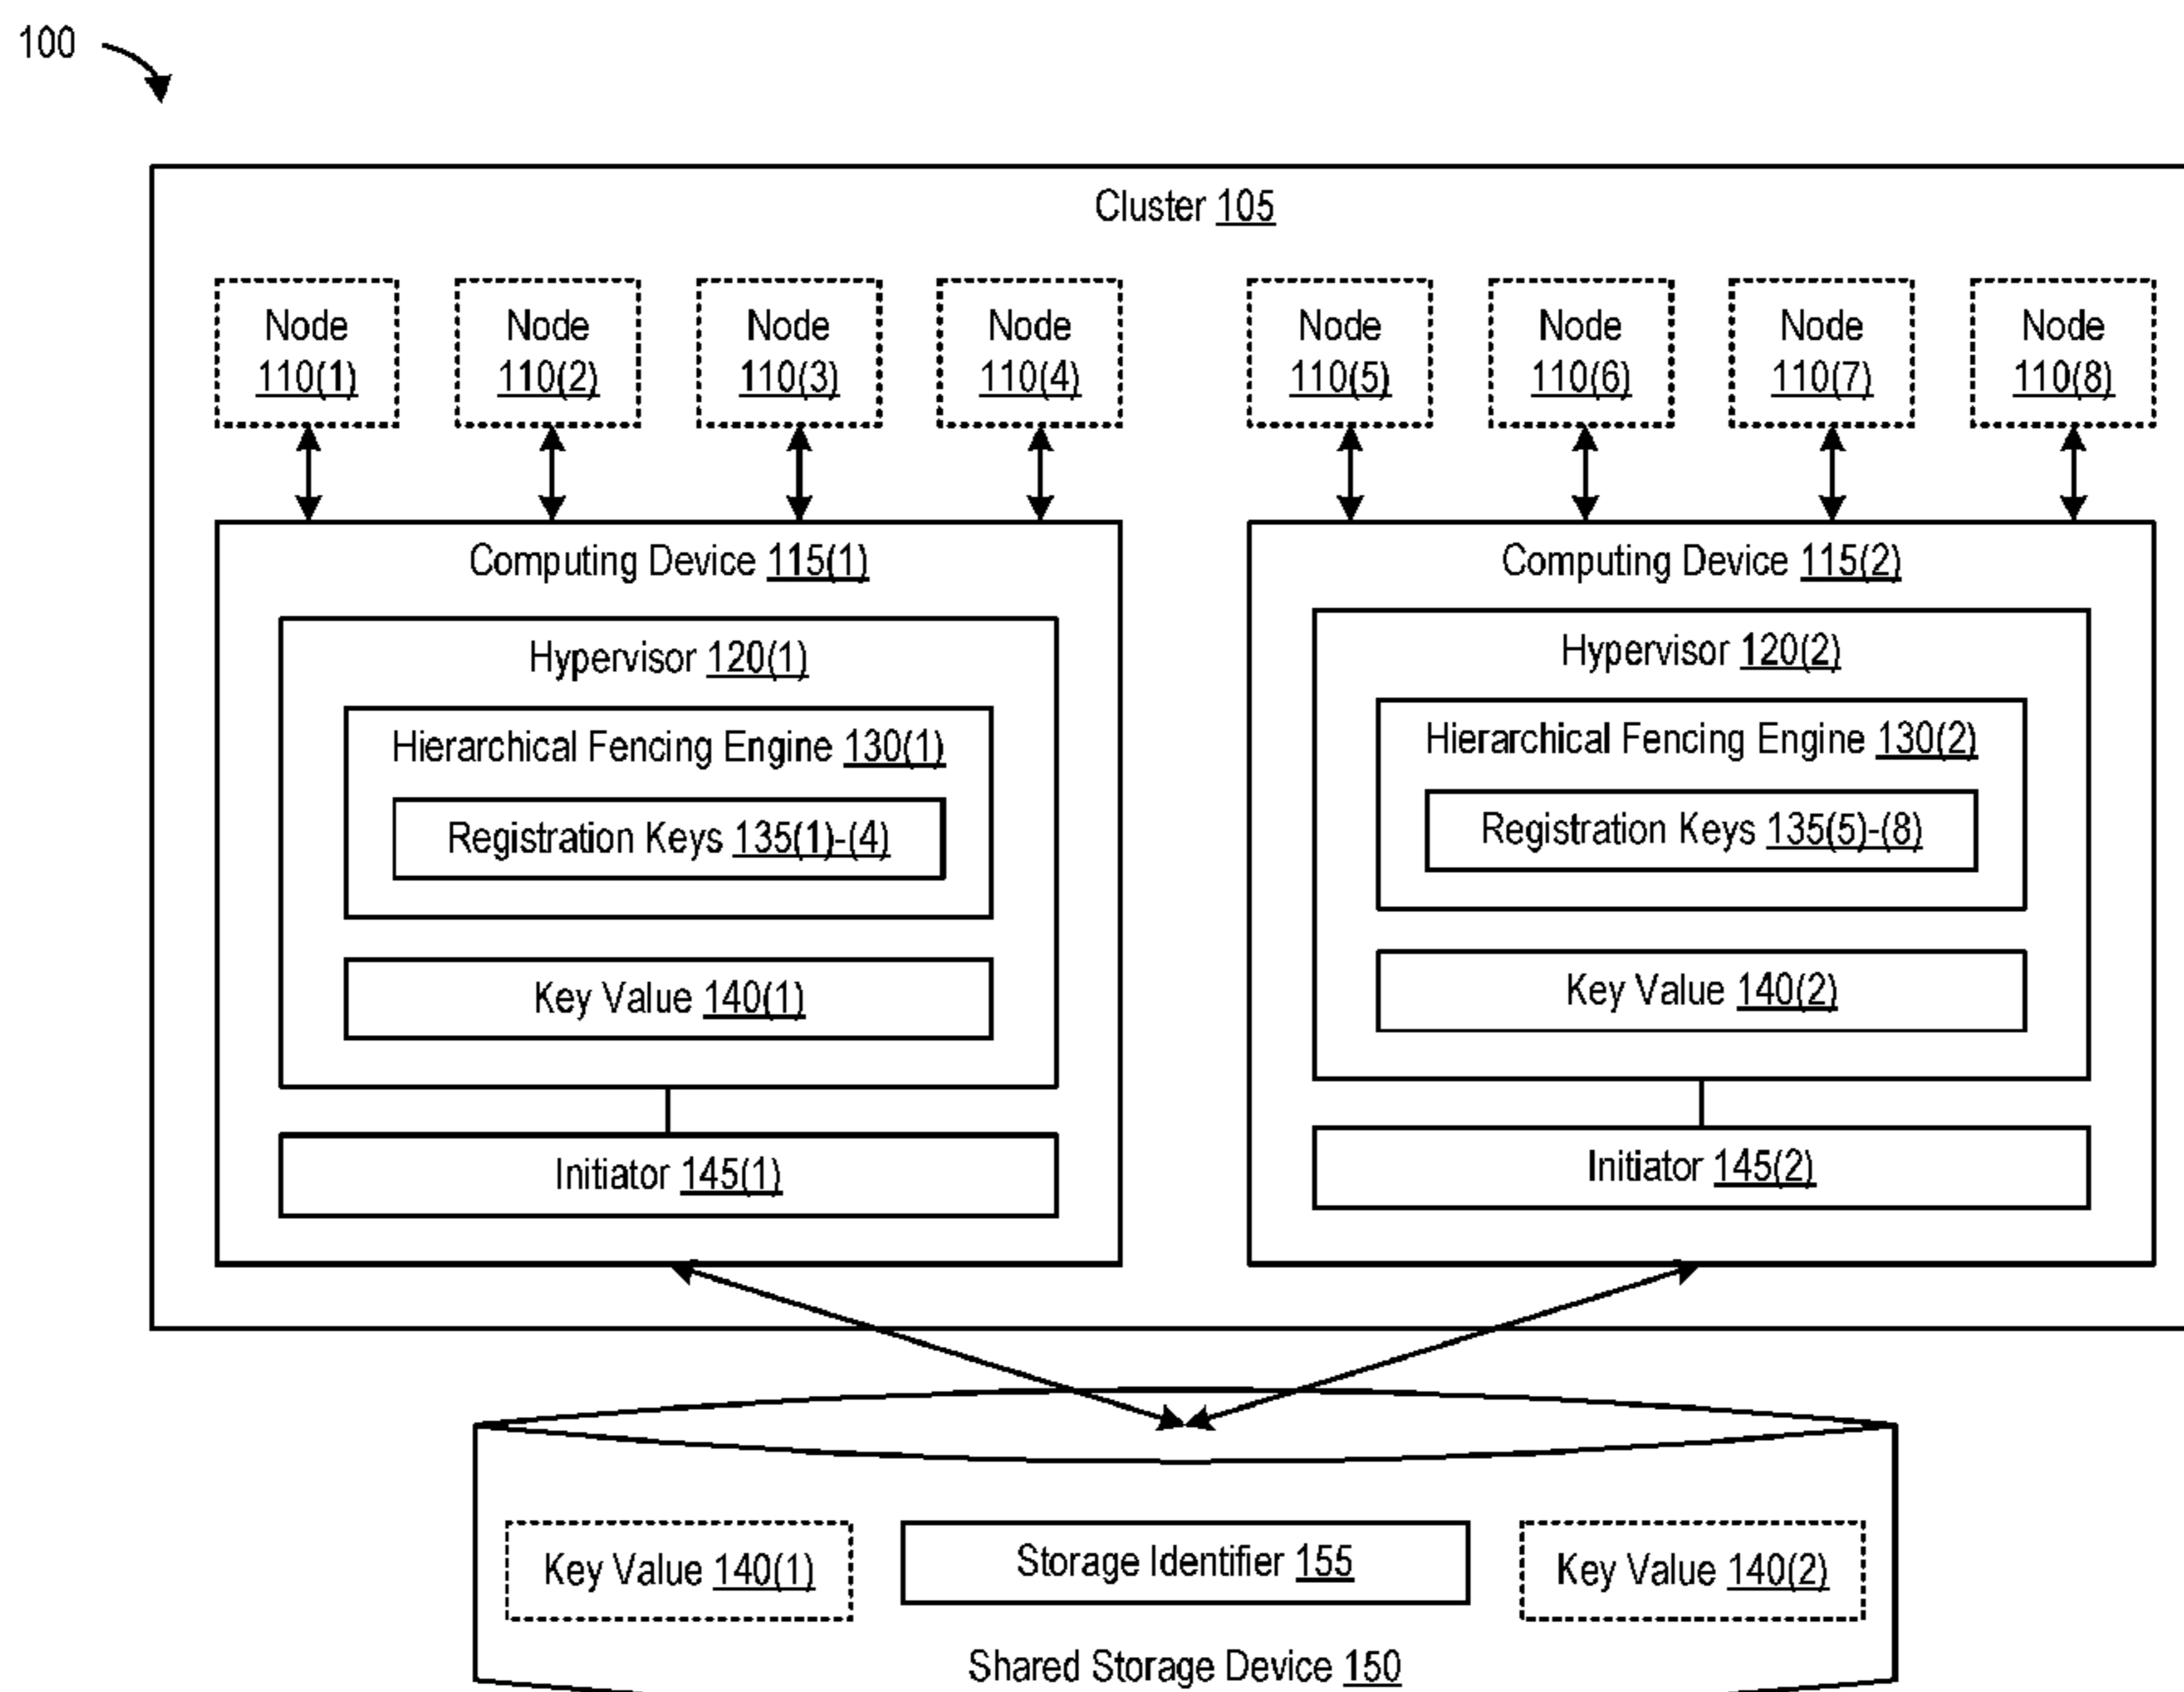 100
Cluster 105
Node
110(1)
Node
110(2)
Node
110(3)
Node
110(4)
Node
110(5)
Node
110(6)
Node
110(7)
Node
110(8)
Computing Device 115(1)
Hypervisor 120(1)
Hierarchical Fencing Engine 130(1)
Registration Keys 135(1)-(4)
Key Value 140(1)
Initiator 145(1)
Computing Device 115(2)
Hypervisor 120(2)
Hierarchical Fencing Engine 130(2)
Registration Keys 135(5)-(8)
Key Value 140(2)
Initiator 145(2)
Key Value 140(1)
Storage Identifier 155
Key Value 140(2)
Shared Storage Device 150